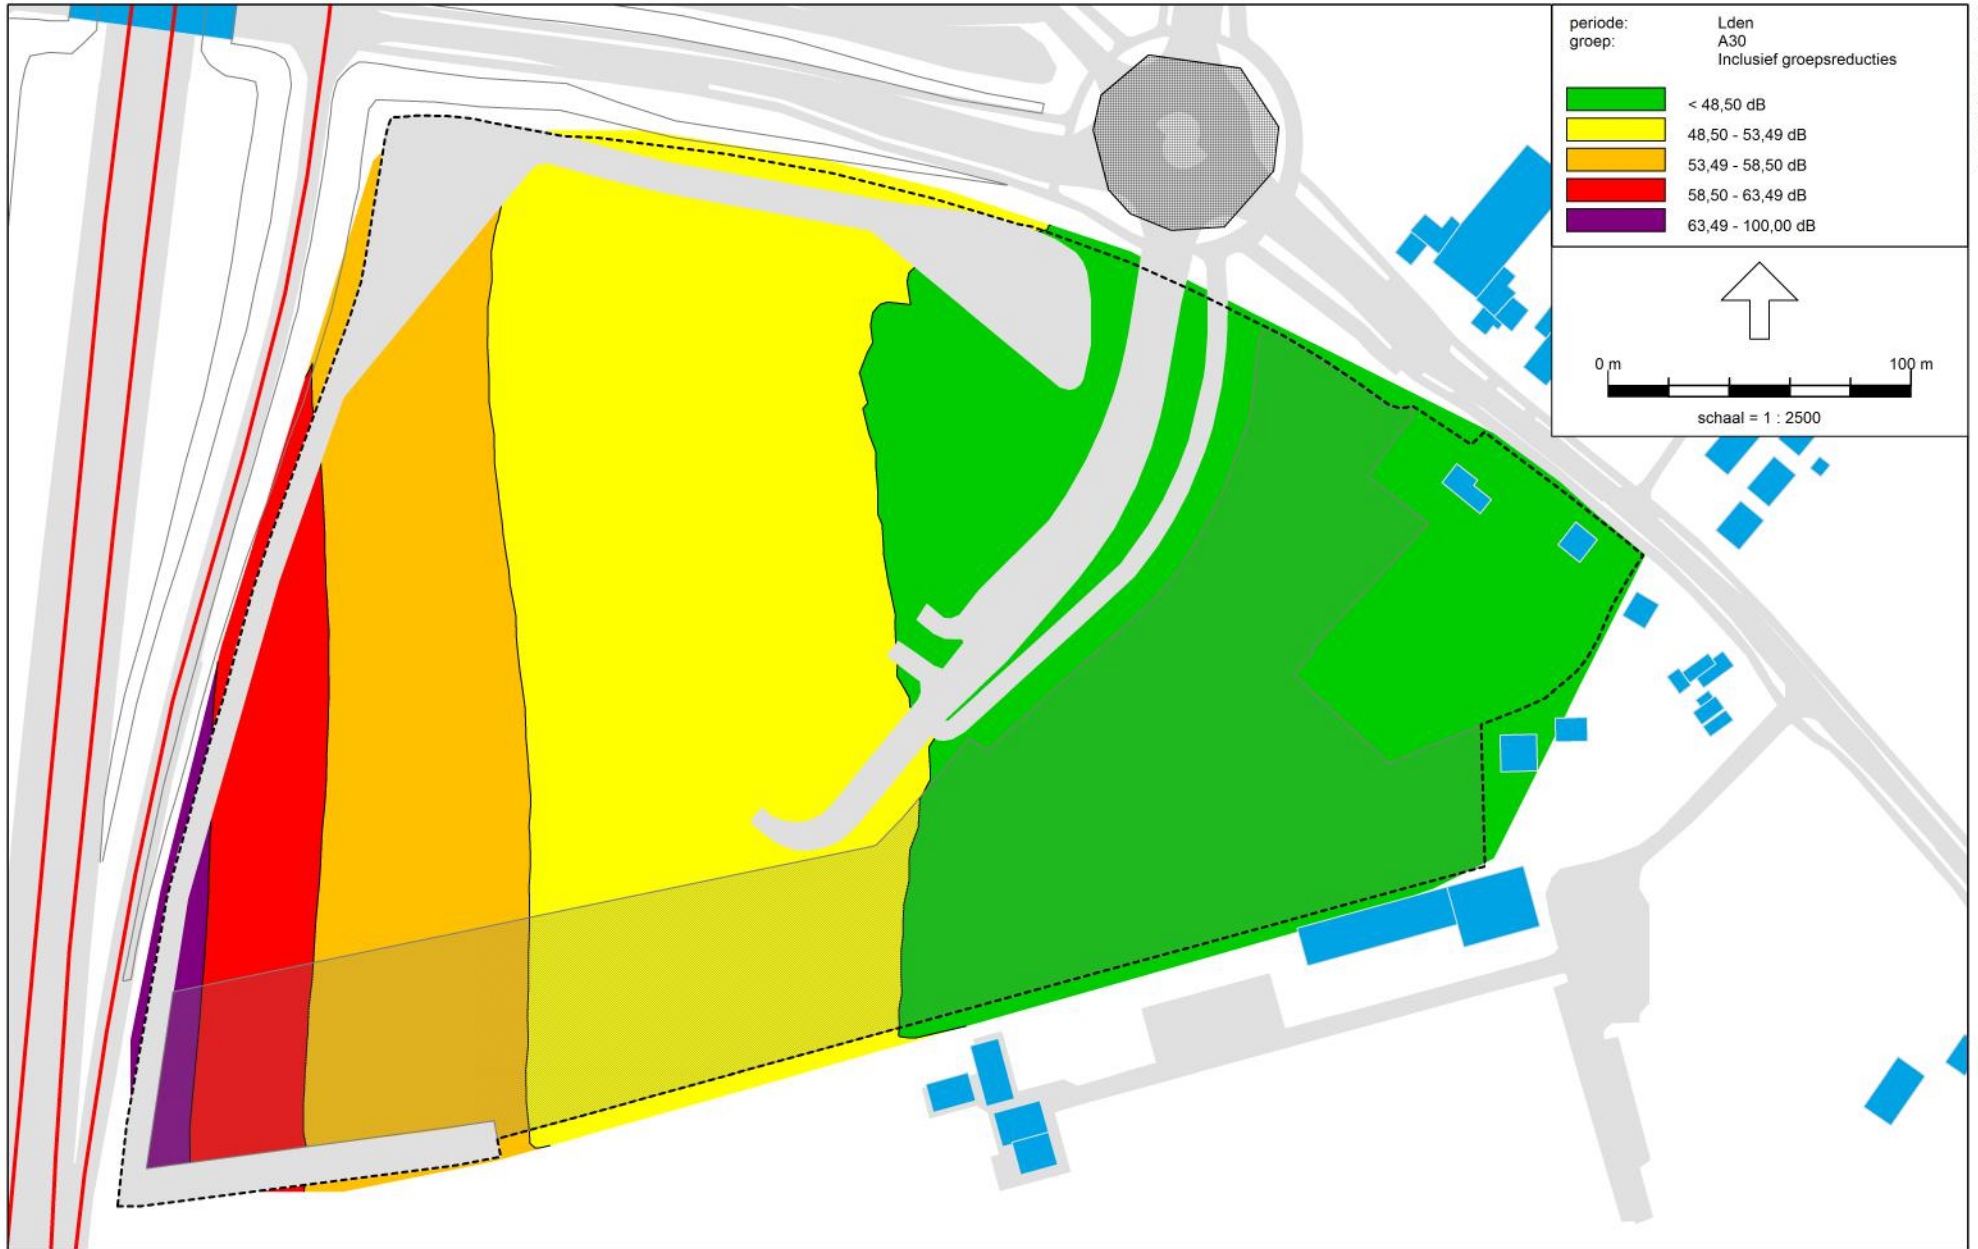 periode: Lden
groep: A30
Inclusief groepsreducties
< 48,50 dB
48,50 - 53,49 dB
53,49 - 58,50 dB
58,50 - 63,49 dB
63,49 - 100,00 dB
0 m 100 m
schaal = 1 : 2500